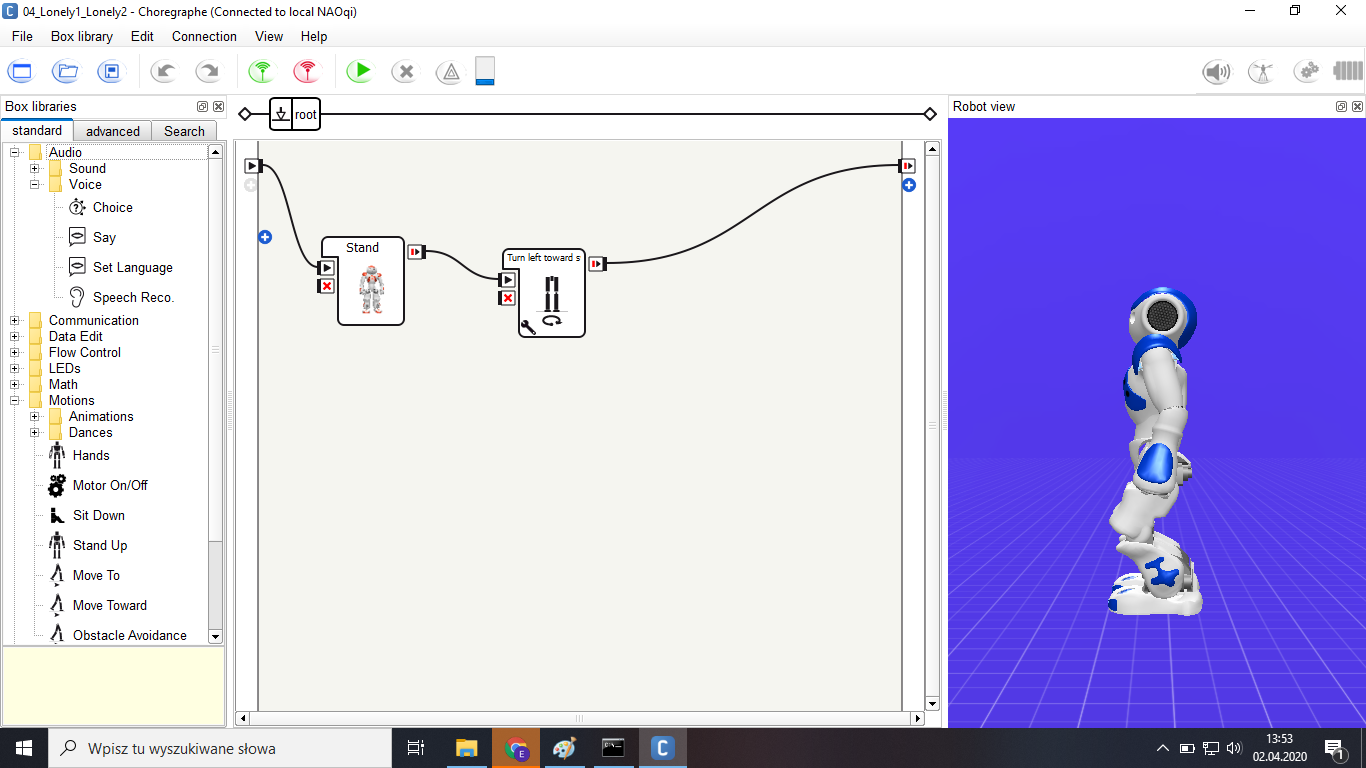 04_Lonely1_Lonely2 - Choregraphe (Connected to local NAOqi)
File Box library Edit Connection View Help
Box libraries
standard advanced Search
Audio
Sound
Voice
Choice
Say
Set Language
Speech Reco.
Communication
Data Edit
Flow Control
LEDs
Math
Motions
Animations
Dances
Hands
Motor On/Off
Sit Down
Stand Up
Move To
Move Toward
Obstacle Avoidance
root
Stand
Turn left toward s
Robot view
Wpisz tu wyszukiwane słowa
E
C
13:53
02.04.2020
1